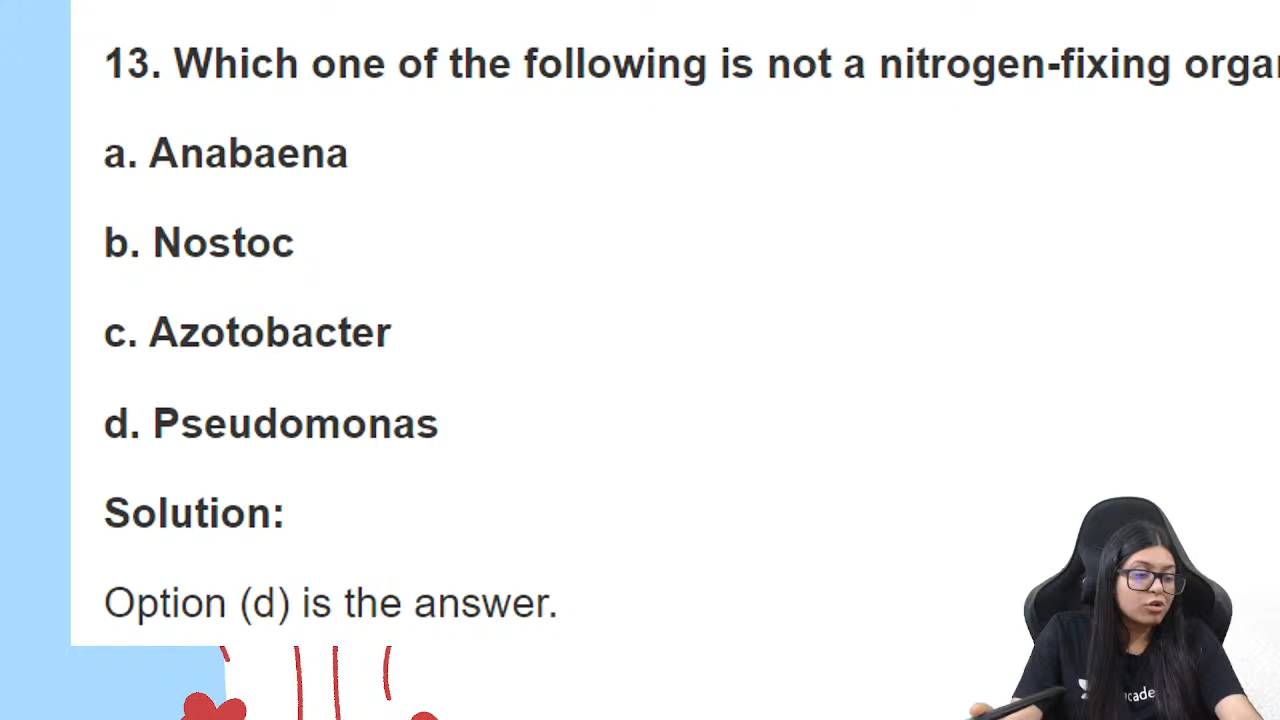 13. Which one of the following is not a nitrogen-fixing
a. Anabaena
b. Nostoc
c. Azotobacter
d. Pseudomonas
Solution:
Option (d) is the answer.